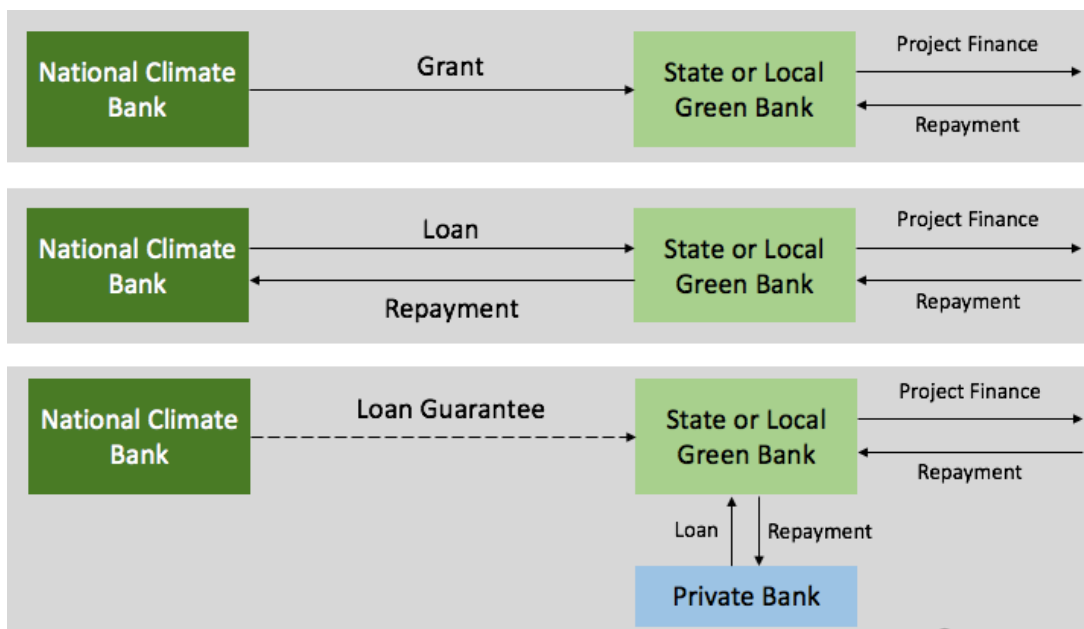 National Climate
Bank
Grant
State or Local
Green Bank
Project Finance
Repayment
National Climate
Bank
Loan
Repayment
State or Local
Green Bank
Project Finance
Repayment
National Climate
Bank
Loan Guarantee
State or Local
Green Bank
Project Finance
Repayment
Loan
Repayment
Private Bank